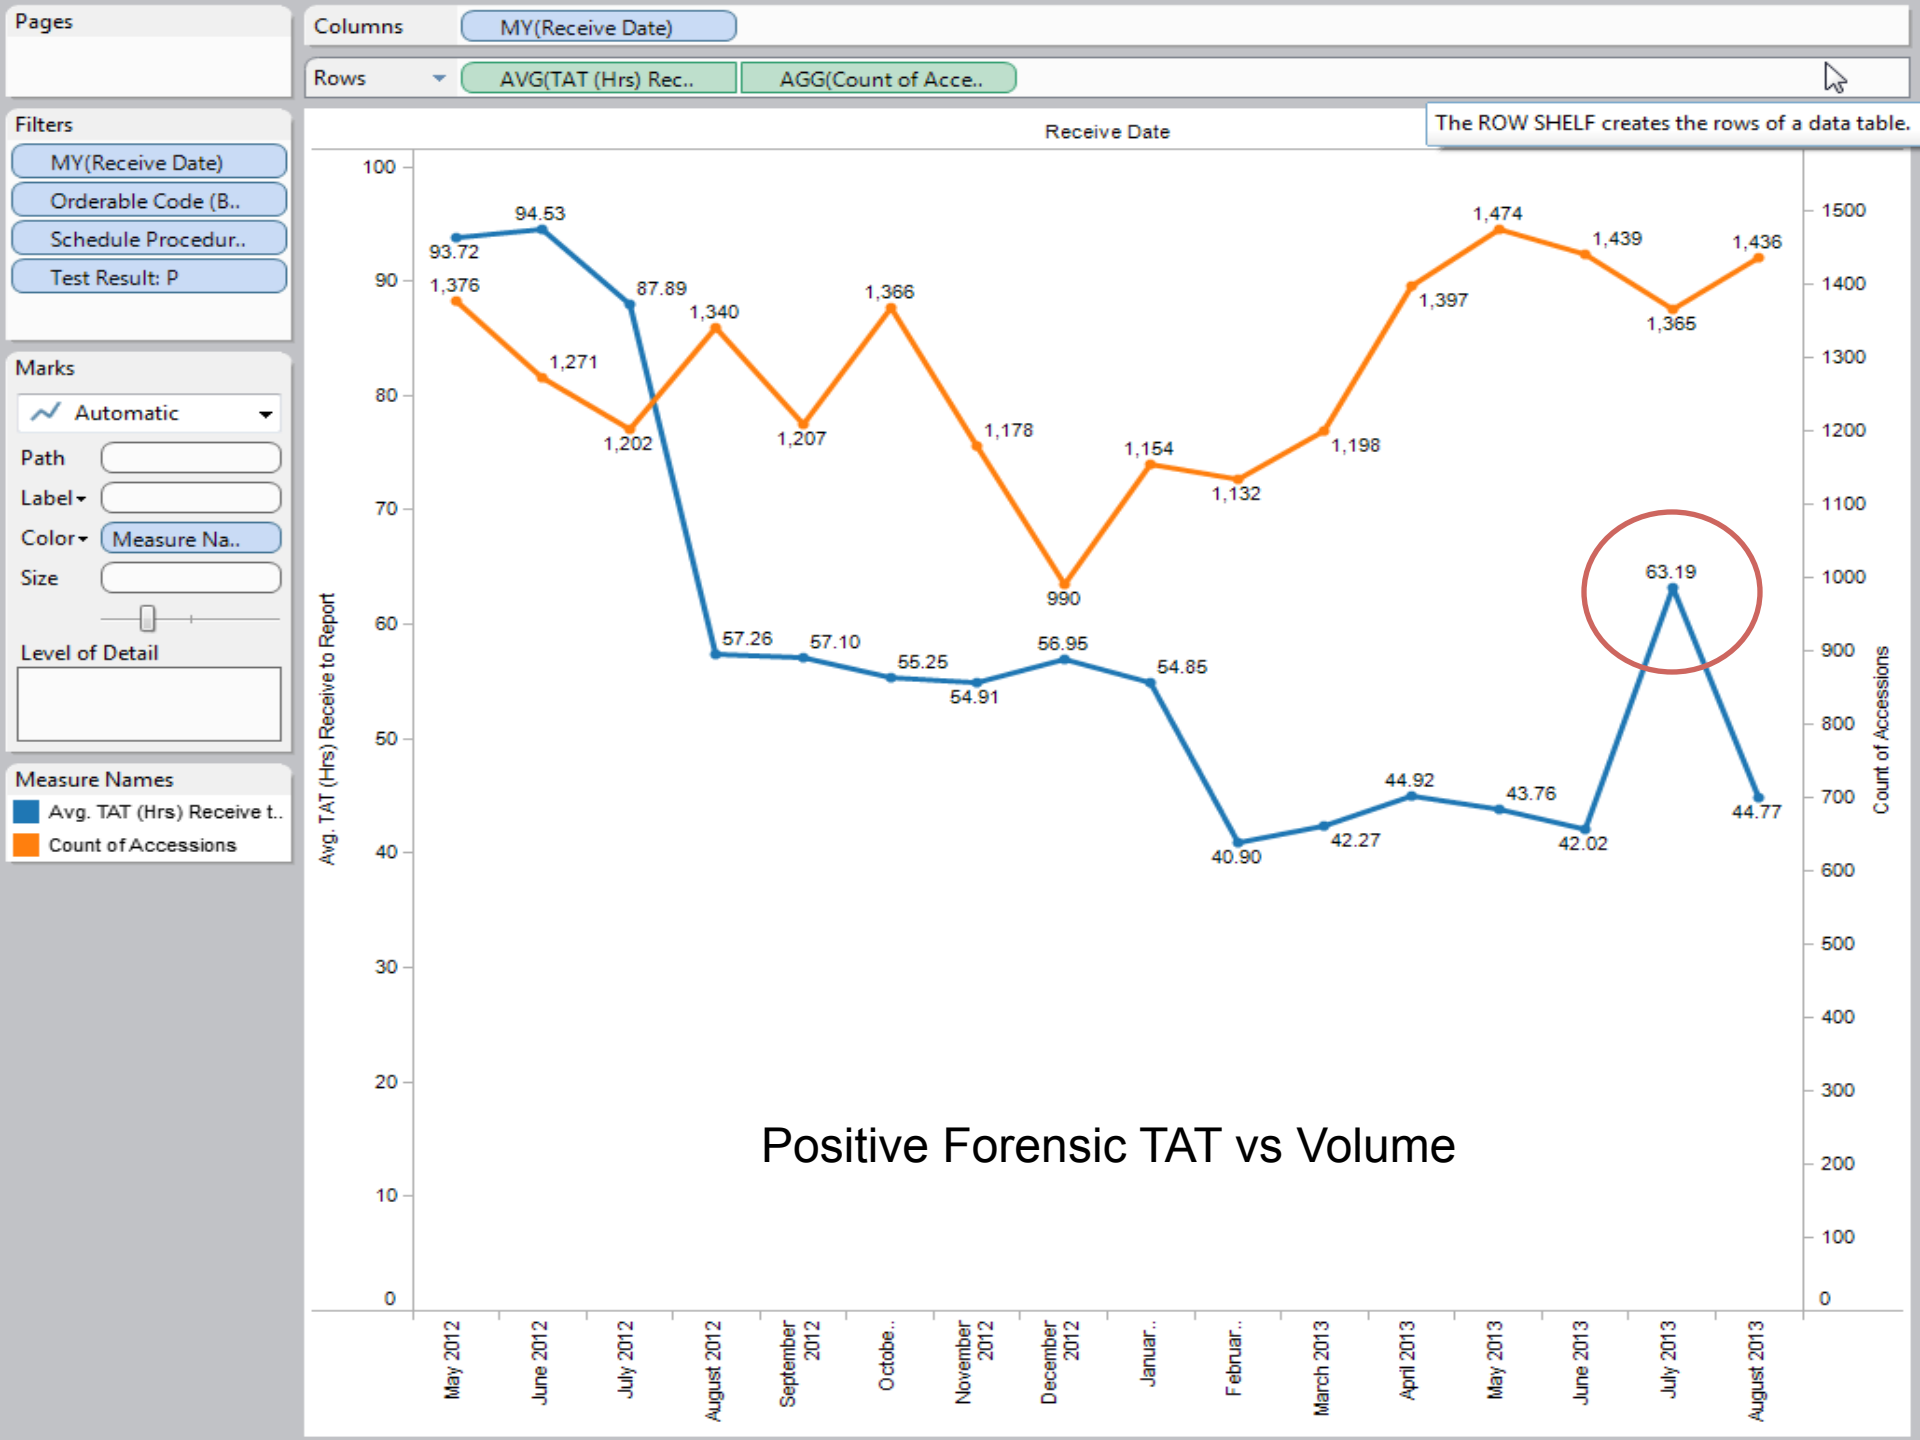 Pages
Columns
MY(Receive Date)
Rows
AVG(TAT (Hrs) Rec..
AGG(Count of Acce..
The ROW SHELF creates the rows of a data table.
Filters
MY(Receive Date)
Orderable Code (B..
Schedule Procedur..
Test Result: P
Marks
Automatic
Path
Label
Color
Measure Na..
Size
Level of Detail
Measure Names
Avg. TAT (Hrs) Receive t..
Count of Accessions
Receive Date
Avg. TAT (Hrs) Receive to Report
100
90
80
70
60
50
40
30
20
10
0
93.72
94.53
87.89
57.26
57.10
55.25
54.91
56.95
54.85
40.90
42.27
44.92
43.76
42.02
63.19
44.77
1,376
1,271
1,202
1,340
1,207
1,366
1,178
990
1,154
1,132
1,198
1,397
1,474
1,439
1,365
1,436
Positive Forensic TAT vs Volume
1500
1400
1300
1200
1100
1000
900
800
700
600
500
400
300
200
100
0
Count of Accessions
May 2012
June 2012
July 2012
August 2012
September
2012
Octobe..
November
2012
December
2012
Januar..
Februar..
March 2013
April 2013
May 2013
June 2013
July 2013
August 2013